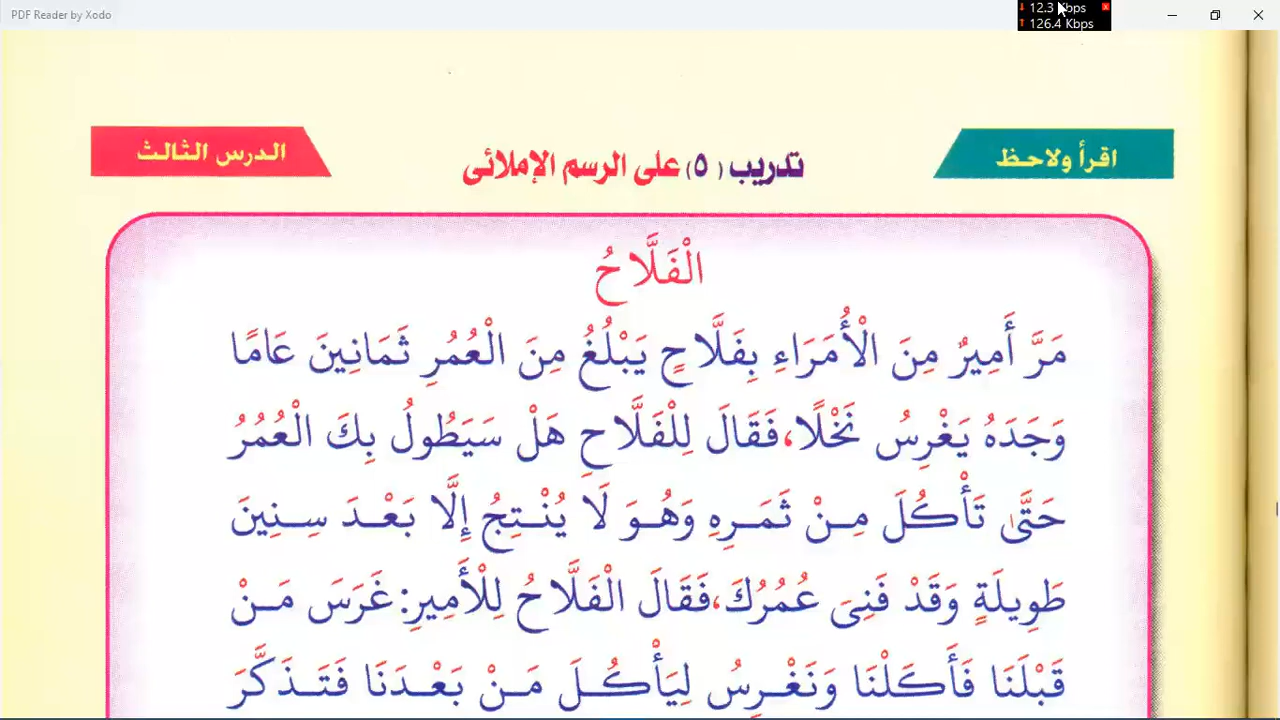 PDF Reader by Xodo
↓ 12.3 Kbps
↑ 126.4 Kbps
اقرأ ولاحظ
تدريب (٥) على الرسم الإملائى
الدرس الثالث
الْفَلَّاحُ
مَرَّ أَمِيرٌ مِنَ الْأُمَرَاءِ بِفَلَّاحٍ يَبْلُغُ مِنَ الْعُمُرِ ثَمَانِينَ عَامًا
وَجَدَهُ يَغْرِسُ نَخْلًا، فَقَالَ لِلْفَلَّاحِ هَلْ سَيَطُولُ بِكَ الْعُمُرُ
حَتَّى تَأْكُلَ مِنْ ثَمَرِهِ وَهُوَ لَا يُنْتِجُ إِلَّا بَعْدَ سِنِينَ
طَوِيلَةٍ وَقَدْ فَنِىَ عُمُرُكَ، فَقَالَ الْفَلَّاحُ لِلْأَمِيرِ: غَرَسَ مَنْ
قَبْلَنَا فَأَكَلْنَا وَنَغْرِسُ لِيَأْكُلَ مَنْ بَعْدَنَا فَتَذَكَّرَ